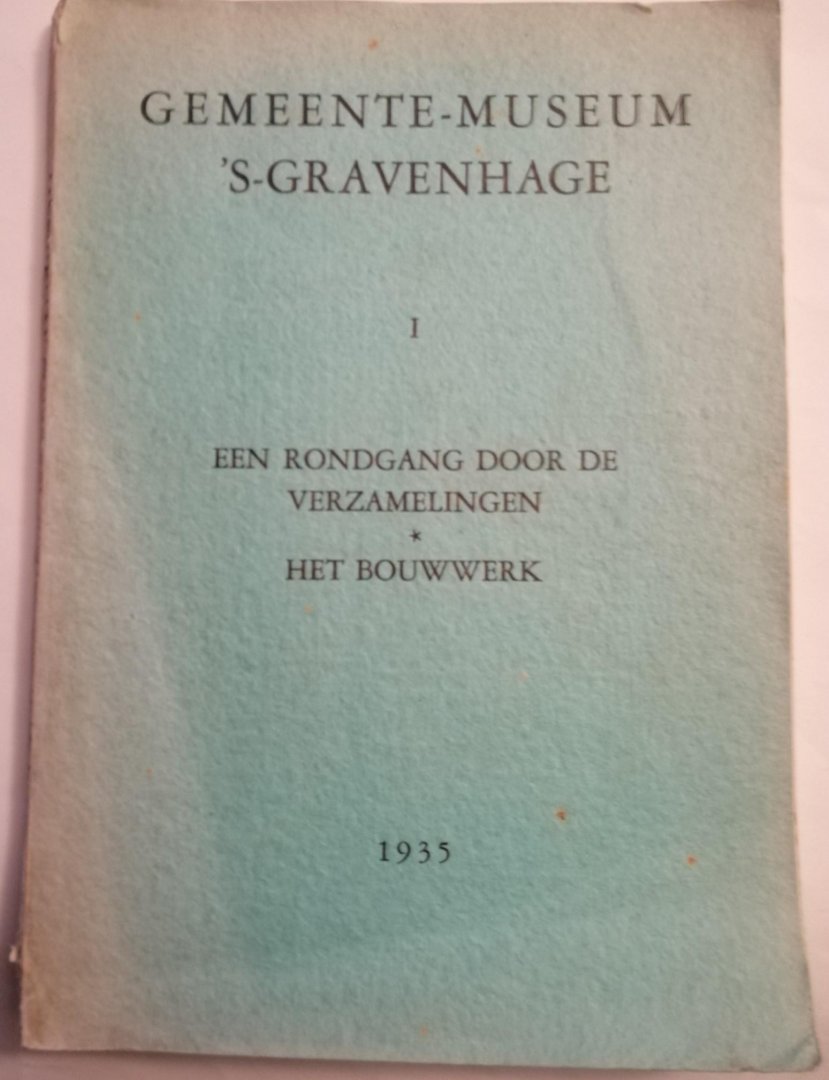 GEMEENTE-MUSEUM
'S-GRAVENHAGE
I
EEN RONDGANG DOOR DE
VERZAMELINGEN
*
HET BOUWWERK
1935